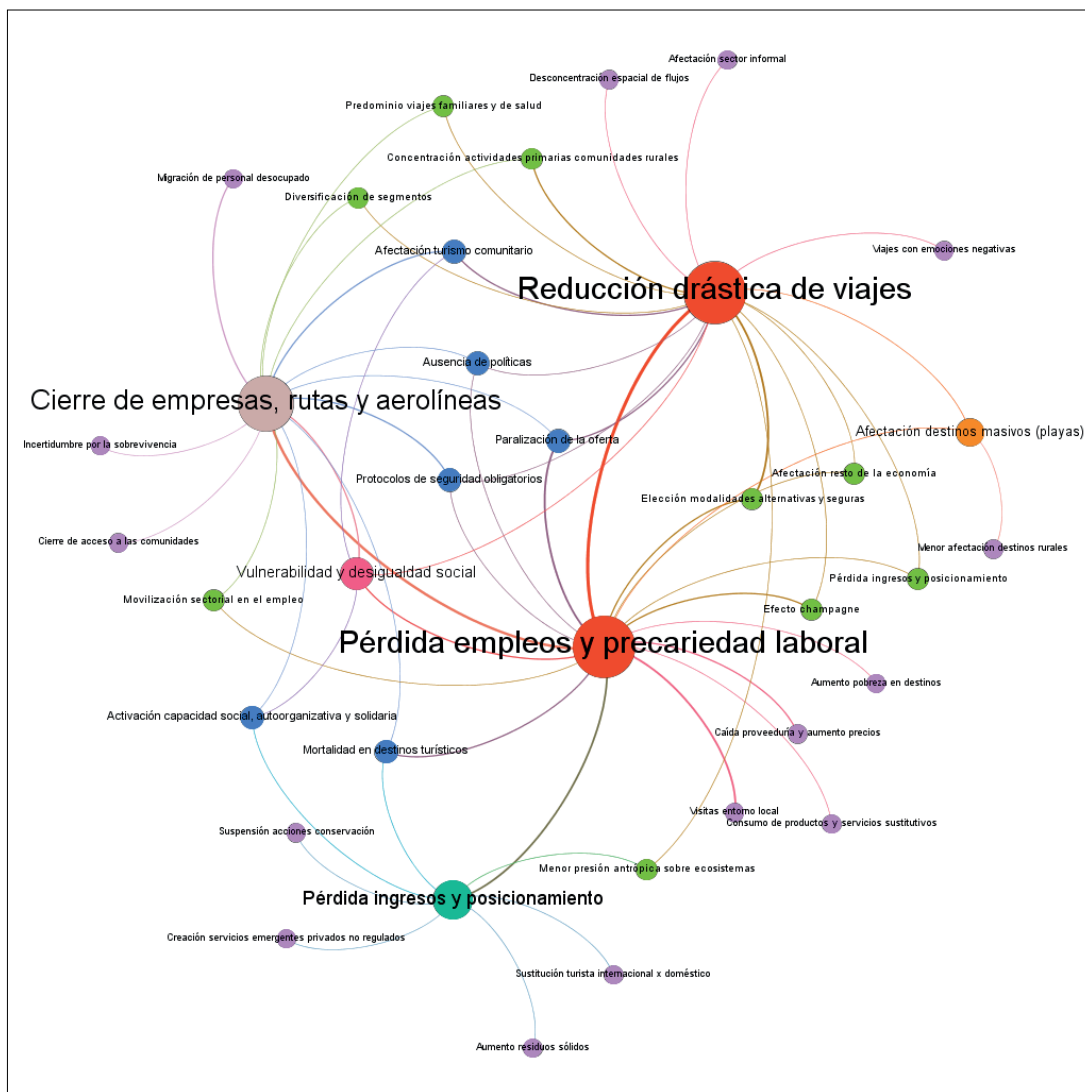 Afectación sector informal
Desconcentración espacial de flujos
Predominio viajes familiares y de salud
Concentración actividades primarias comunidades rurales
Migración de personal desocupado
Diversificación de segmentos
Afectación turismo comunitario
Viajes con emociones negativas
Reducción drástica de viajes
Ausencia de políticas
Cierre de empresas, rutas y aerolíneas
Afectación destinos masivos (playas)
Incertidumbre por la sobrevivencia
Paralización de la oferta
Afectación resto de la economía
Protocolos de seguridad obligatorios
Elección modalidades alternativas y seguras
Cierre de acceso a las comunidades
Menor afectación destinos rurales
Vulnerabilidad y desigualdad social
Pérdida ingresos y posicionamiento
Movilización sectorial en el empleo
Efecto champagne
Pérdida empleos y precariedad laboral
Aumento pobreza en destinos
Activación capacidad social, autoorganizativa y solidaria
Caída proveeduría y aumento precios
Mortalidad en destinos turísticos
Visitas entorno local
Consumo de productos y servicios sustitutivos
Suspensión acciones conservación
Menor presión antrópica sobre ecosistemas
Pérdida ingresos y posicionamiento
Creación servicios emergentes privados no regulados
Sustitución turista internacional x doméstico
Aumento residuos sólidos